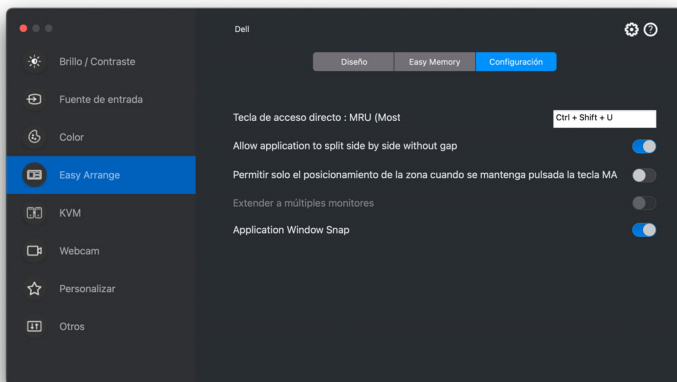 Dell
Brillo / Contraste
Fuente de entrada
Color
Easy Arrange
KVM
Webcam
Personalizar
Otros
Diseño
Easy Memory
Configuración
Tecla de acceso directo : MRU (Most
Ctrl + Shift + U
Allow application to split side by side without gap
Permitir solo el posicionamiento de la zona cuando se mantenga pulsada la tecla MA
Extender a múltiples monitores
Application Window Snap